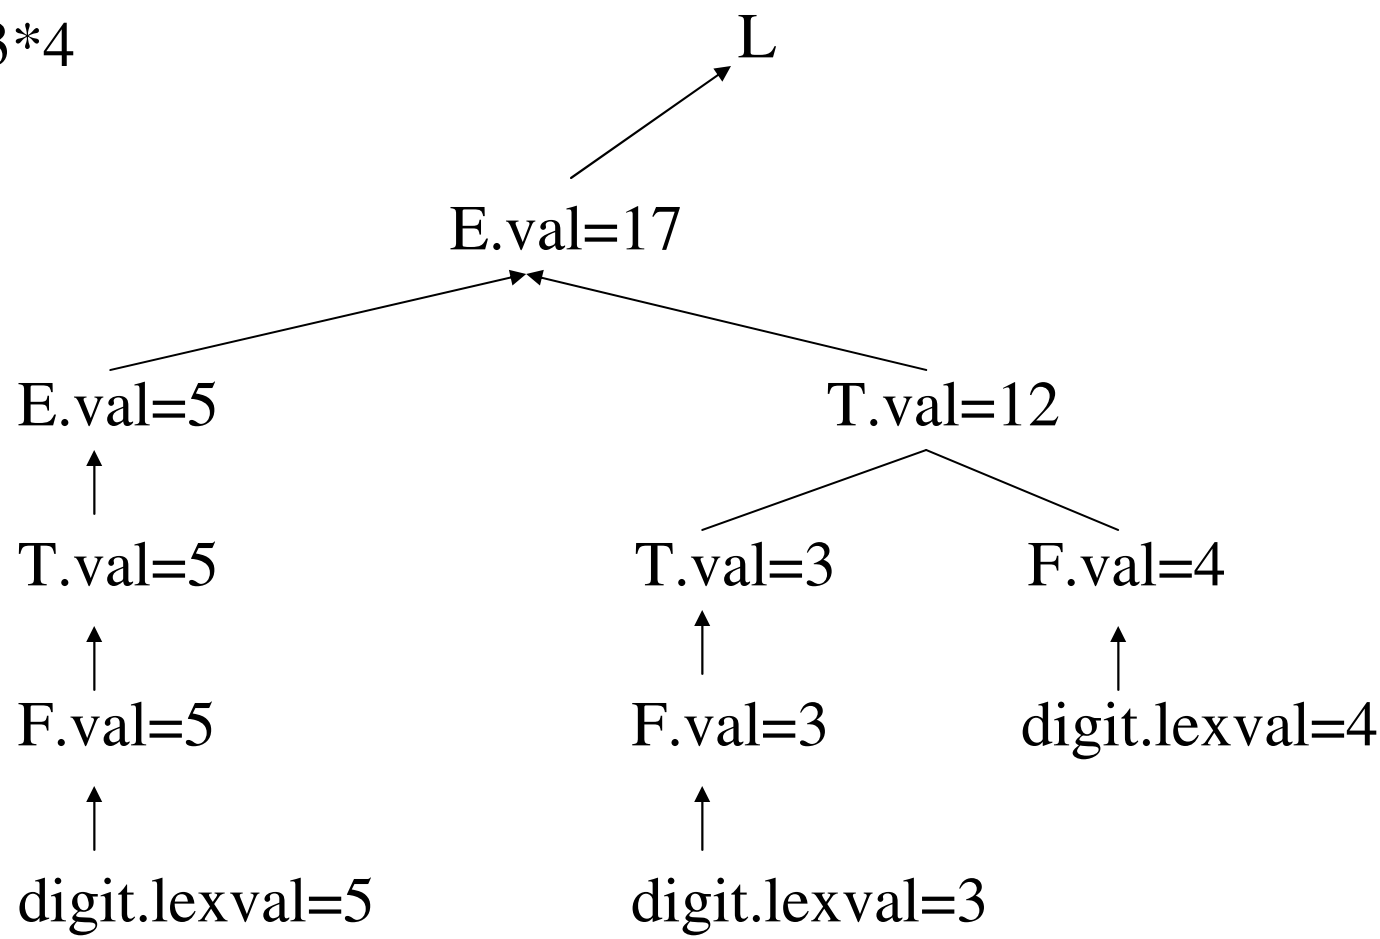 3*4
L
E.val=17
E.val=5 T.val=12
T.val=5 T.val=3 F.val=4
F.val=5 F.val=3 digit.lexval=4
digit.lexval=5 digit.lexval=3